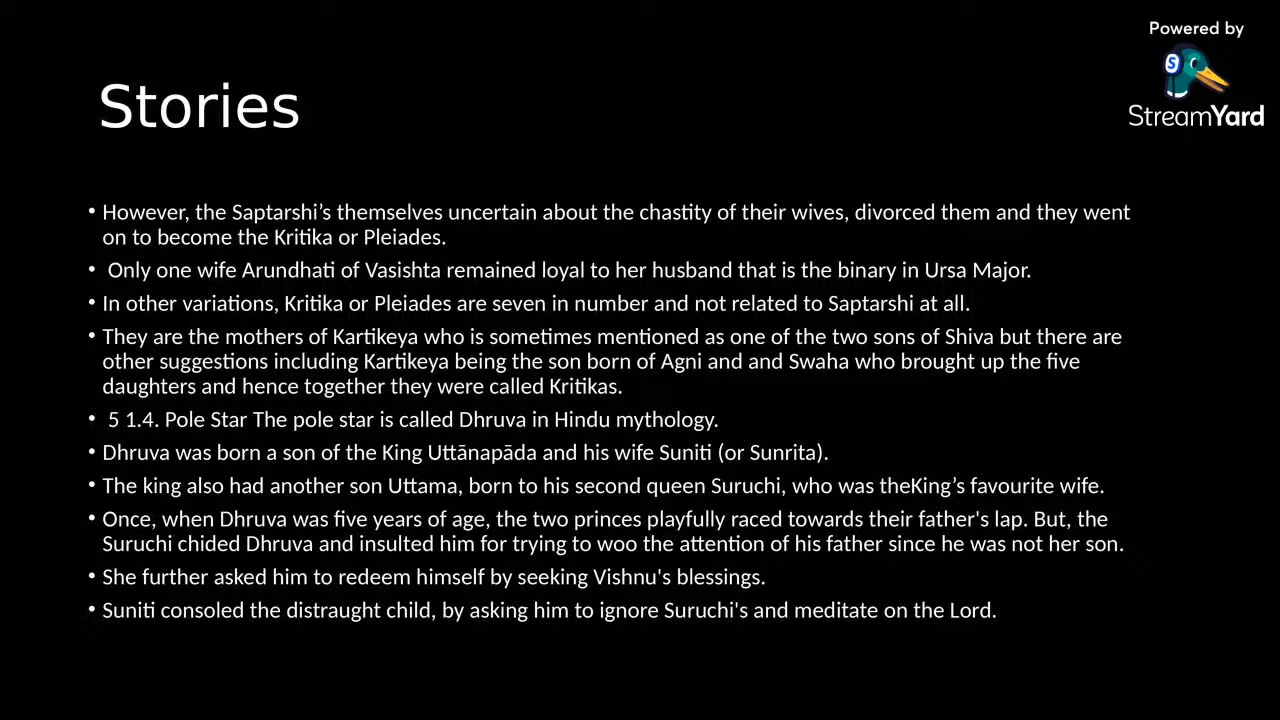 Powered by
StreamYard
Stories
• However, the Saptarshi’s themselves uncertain about the chastity of their wives, divorced them and they went
on to become the Kritika or Pleiades.
• Only one wife Arundhati of Vasishta remained loyal to her husband that is the binary in Ursa Major.
• In other variations, Kritika or Pleiades are seven in number and not related to Saptarshi at all.
• They are the mothers of Kartikeya who is sometimes mentioned as one of the two sons of Shiva but there are
other suggestions including Kartikeya being the son born of Agni and and Swaha who brought up the five
daughters and hence together they were called Kritikas.
• 5 1.4. Pole Star The pole star is called Dhruva in Hindu mythology.
• Dhruva was born a son of the King Uttānapāda and his wife Suniti (or Sunrita).
• The king also had another son Uttama, born to his second queen Suruchi, who was theKing’s favourite wife.
• Once, when Dhruva was five years of age, the two princes playfully raced towards their father's lap. But, the
Suruchi chided Dhruva and insulted him for trying to woo the attention of his father since he was not her son.
• She further asked him to redeem himself by seeking Vishnu's blessings.
• Suniti consoled the distraught child, by asking him to ignore Suruchi's and meditate on the Lord.